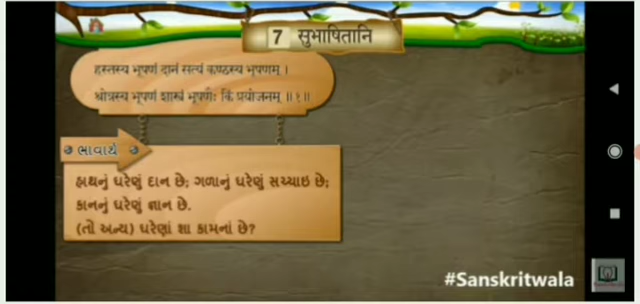 7 सुभाषितानि
हस्तस्य भूषणं दानं सत्यं कण्ठस्य भूषणम् ।
श्रोत्रस्य भूषणं शास्त्रं भूषणैः किं प्रयोजनम् ॥१॥
ભાવાર્થ
હાથનું ઘરેણું દાન છે; ગળાનું ઘરેણું સચ્ચાઇ છે;
કાનનું ઘરેણું જ્ઞાન છે.
(તો અન્ય) ઘરેણાં શા કામનાં છે?
#Sanskritwala